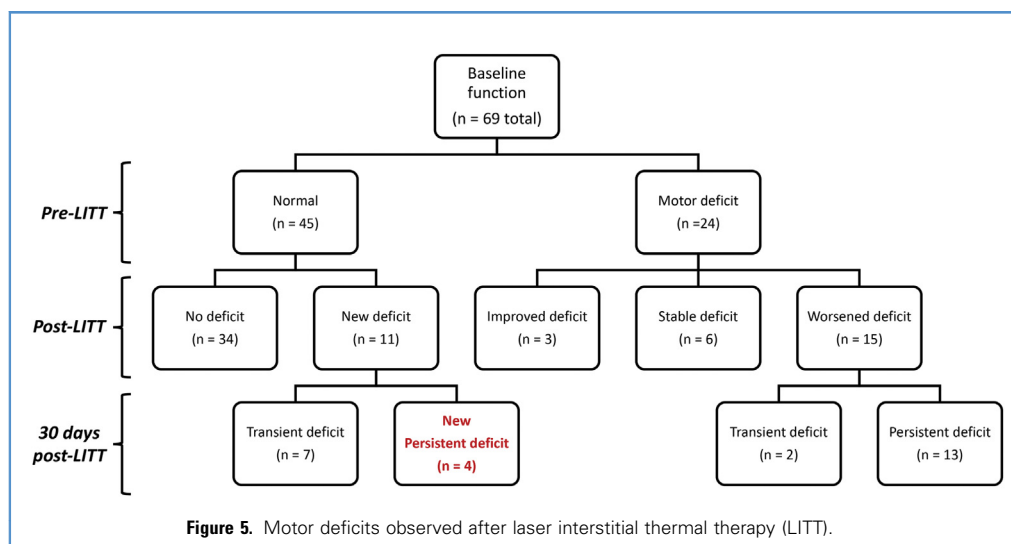 Baseline
function
(n = 69 total)
Pre-LITT
Normal
(n = 45)
Motor deficit
(n =24)
Post-LITT
No deficit
(n = 34)
New deficit
(n = 11)
Improved deficit
(n = 3)
Stable deficit
(n = 6)
Worsened deficit
(n = 15)
30 days
post-LITT
Transient deficit
(n = 7)
New
Persistent deficit
(n = 4)
Transient deficit
(n = 2)
Persistent deficit
(n = 13)
Figure 5. Motor deficits observed after laser interstitial thermal therapy (LITT).